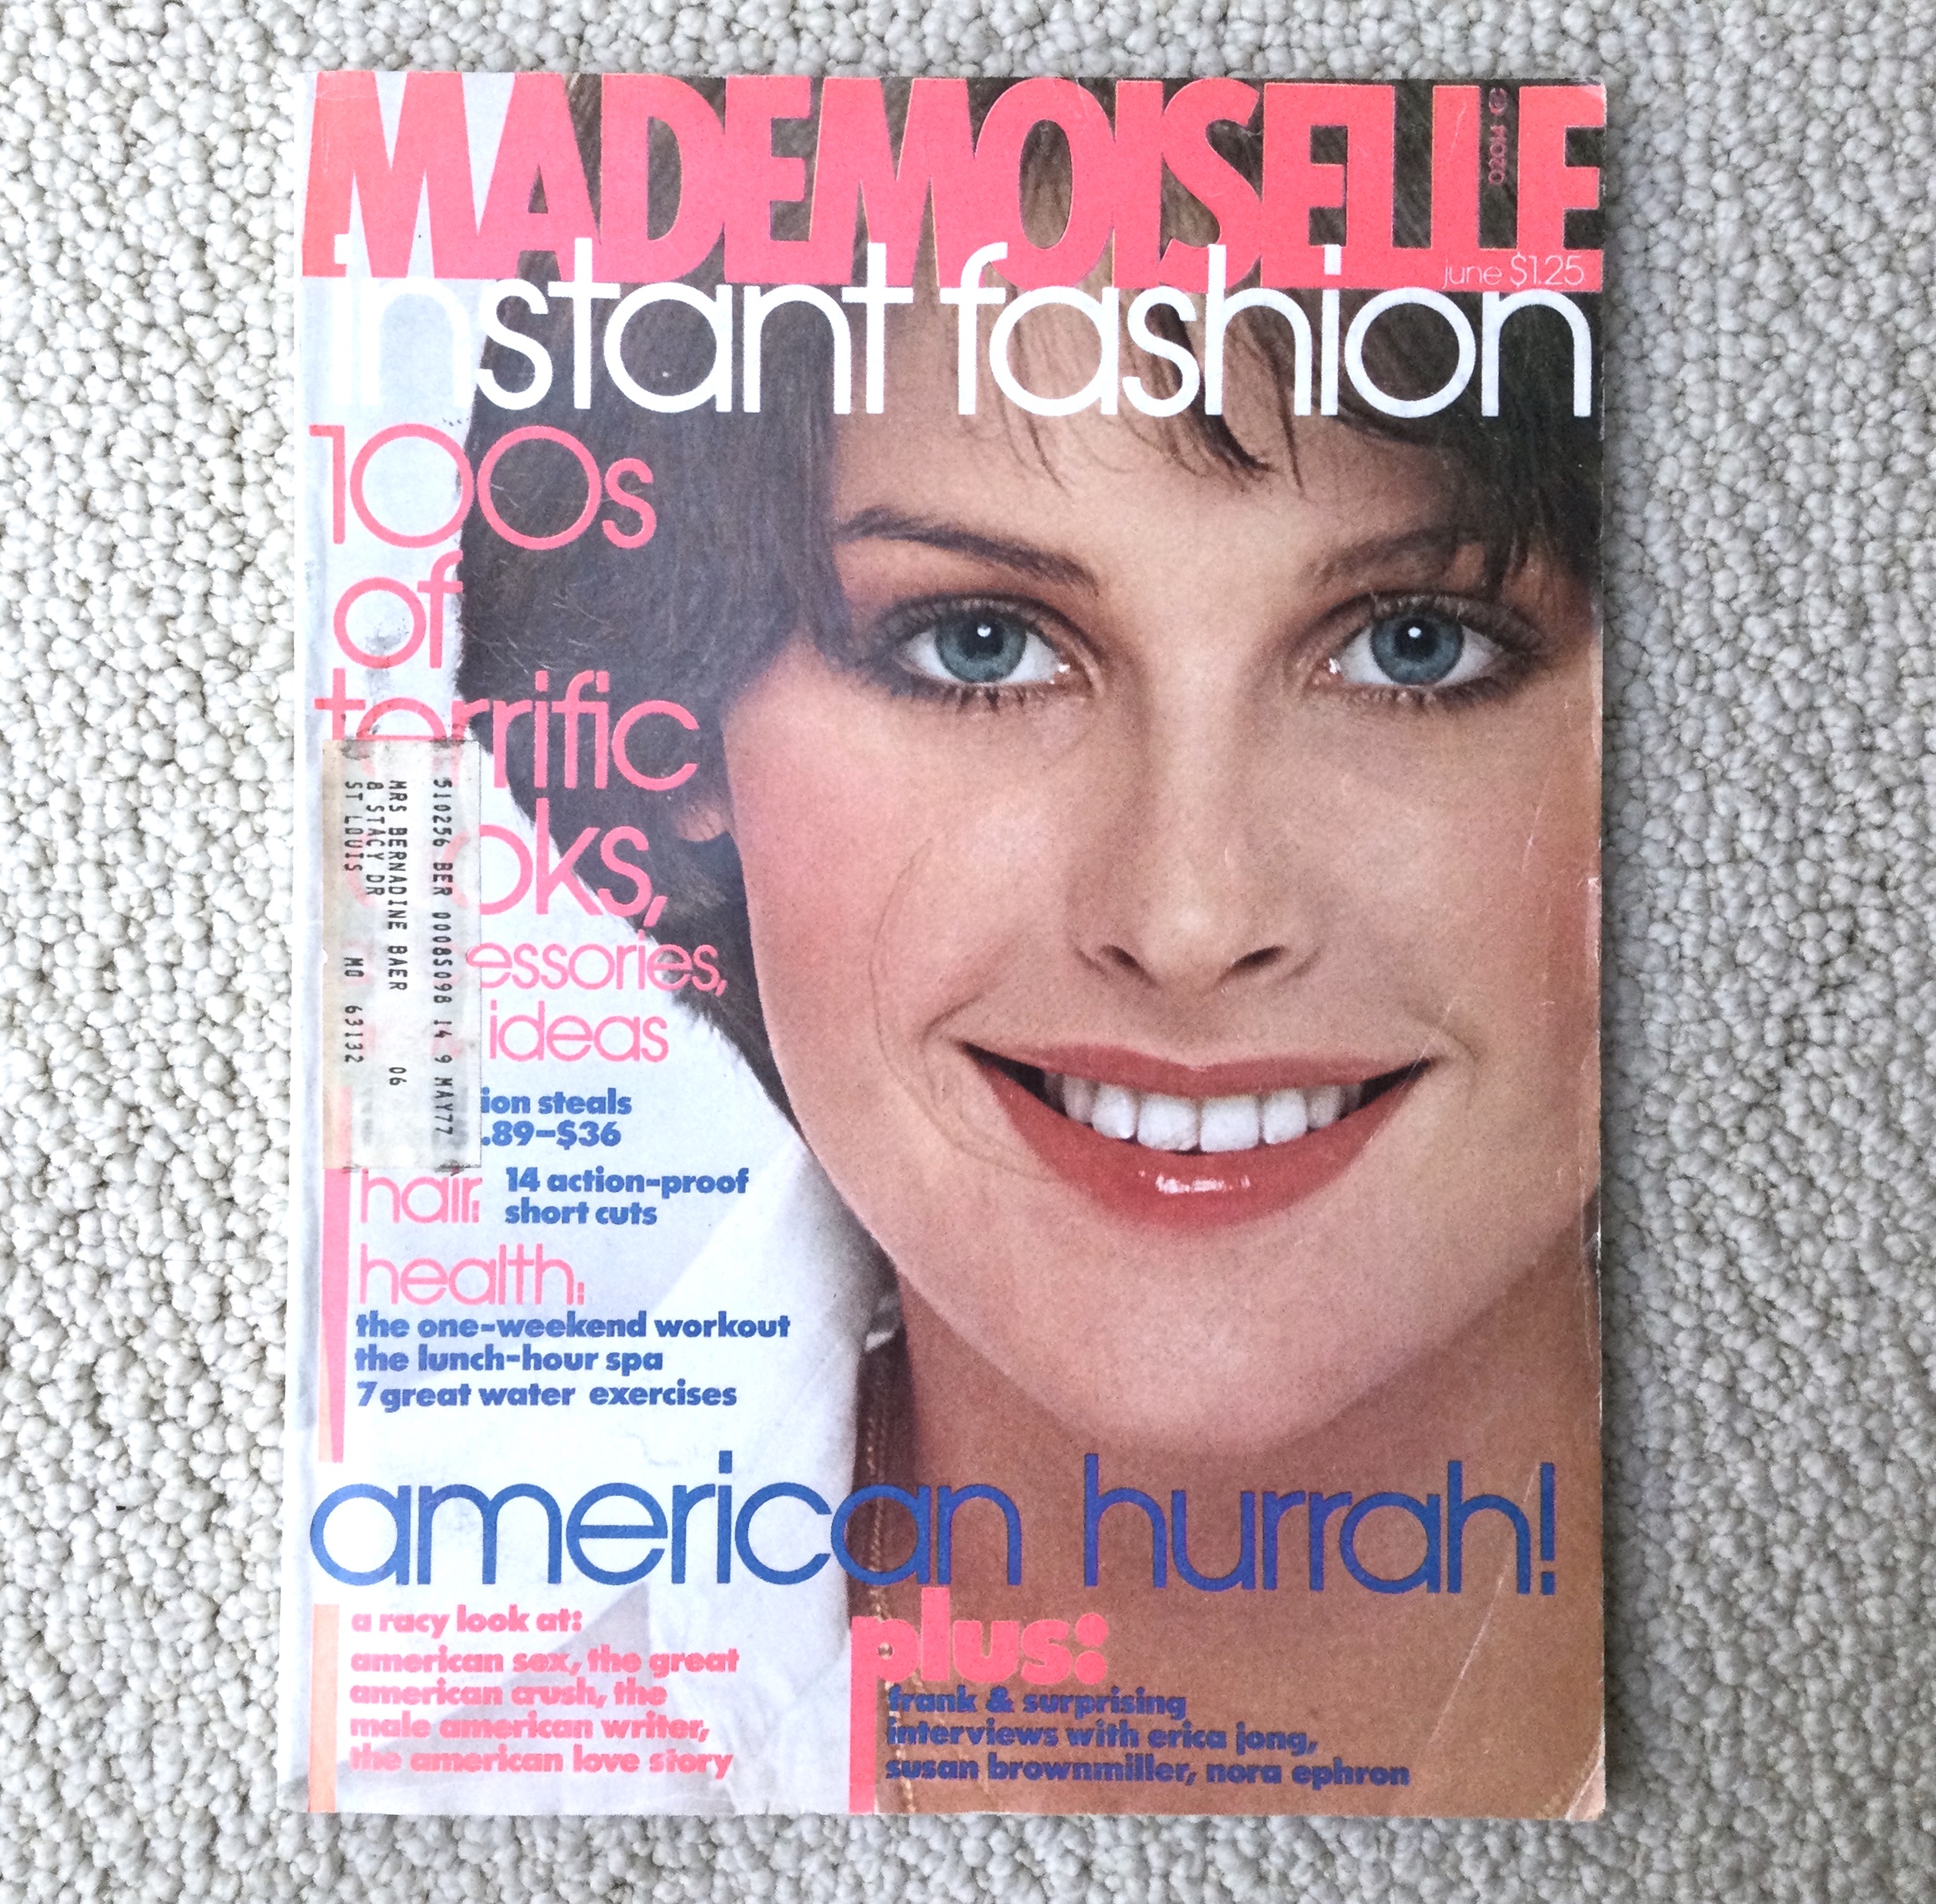 MADEMOISELLE
june $1.25
instant fashion
100s
of
terrific
oks,
essories,
ideas
ion steals
.89–$36
hair: 14 action-proof
short cuts
health:
the one-weekend workout
the lunch-hour spa
7 great water exercises
american hurrah!
a racy look at:
american sex, the great
american crush, the
male american writer,
the american love story
plus:
frank & surprising
interviews with erica jong,
susan brownmiller, nora ephron
510256 BER 00085098 14 9 MAY77
MRS BERNADINE BAER 06
8 STACY DR
ST LOUIS MO 63132